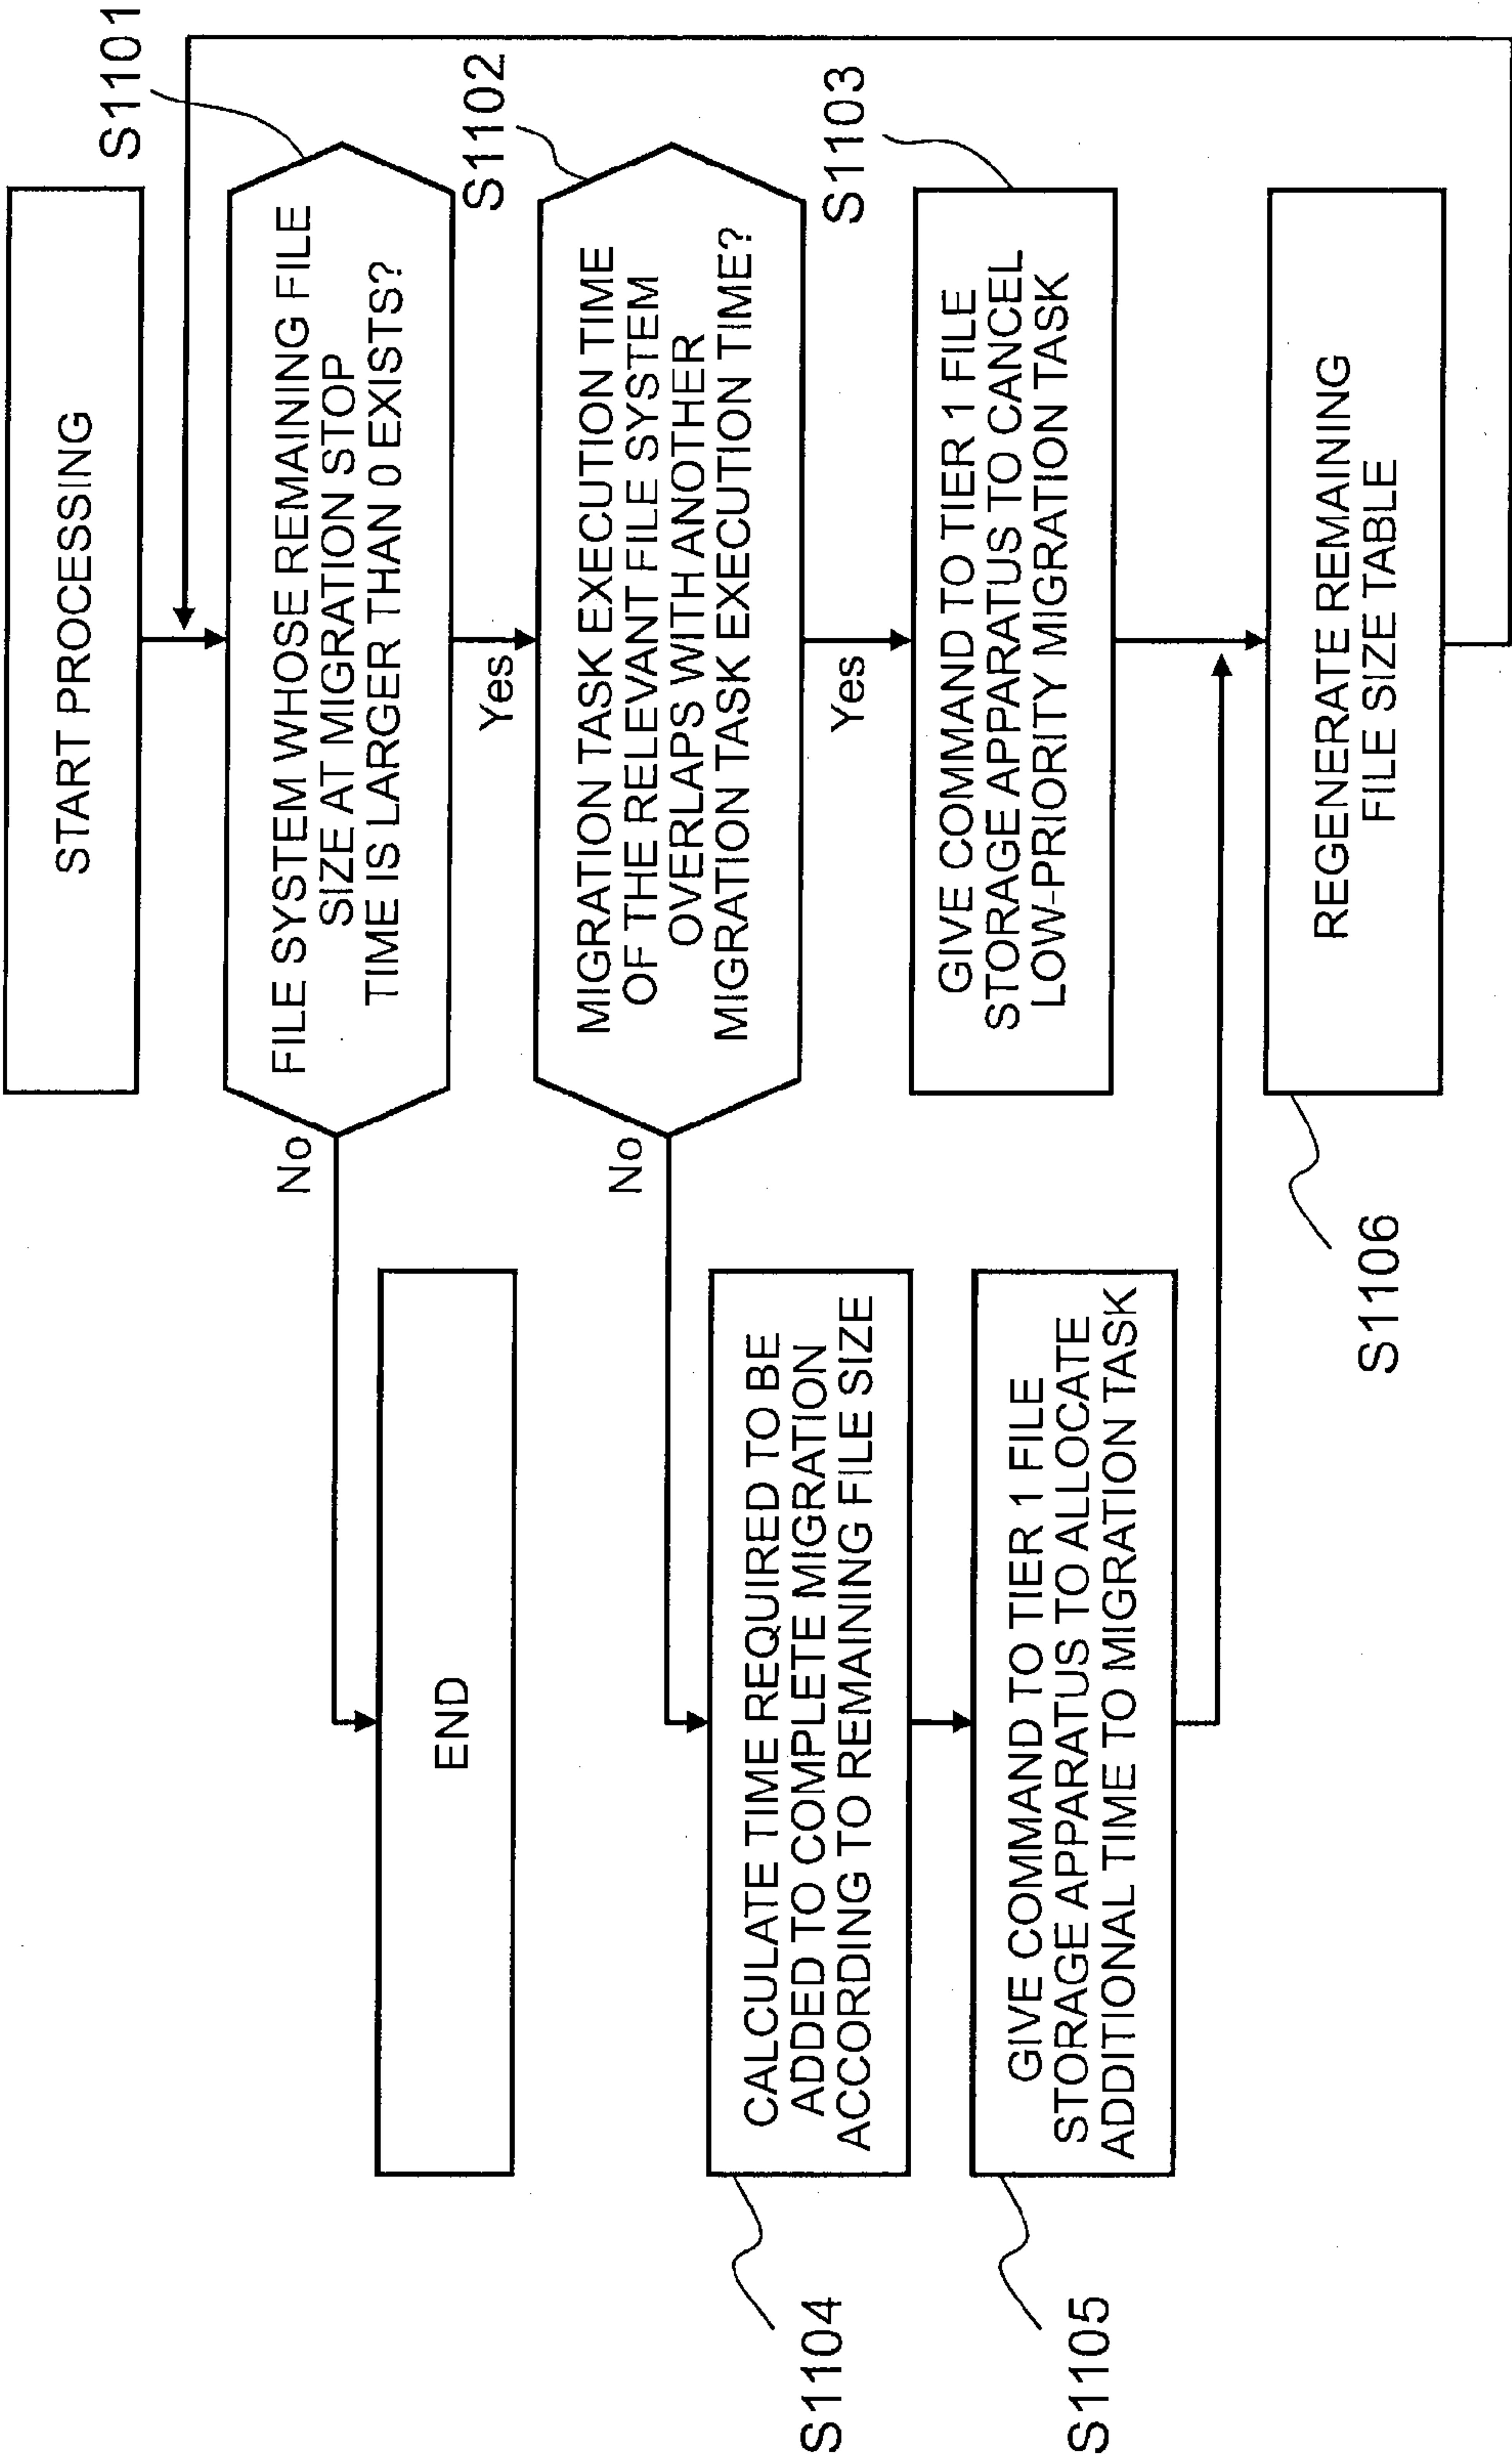 START PROCESSING
S1101
FILE SYSTEM WHOSE REMAINING FILE
SIZE AT MIGRATION STOP
TIME IS LARGER THAN 0 EXISTS?
No
Yes
END
S1102
MIGRATION TASK EXECUTION TIME
OF THE RELEVANT FILE SYSTEM
OVERLAPS WITH ANOTHER
MIGRATION TASK EXECUTION TIME?
No
Yes
S1103
GIVE COMMAND TO TIER 1 FILE
STORAGE APPARATUS TO CANCEL
LOW-PRIORITY MIGRATION TASK
S1104
CALCULATE TIME REQUIRED TO BE
ADDED TO COMPLETE MIGRATION
ACCORDING TO REMAINING FILE SIZE
S1105
GIVE COMMAND TO TIER 1 FILE
STORAGE APPARATUS TO ALLOCATE
ADDITIONAL TIME TO MIGRATION TASK
REGENERATE REMAINING
FILE SIZE TABLE
S1106